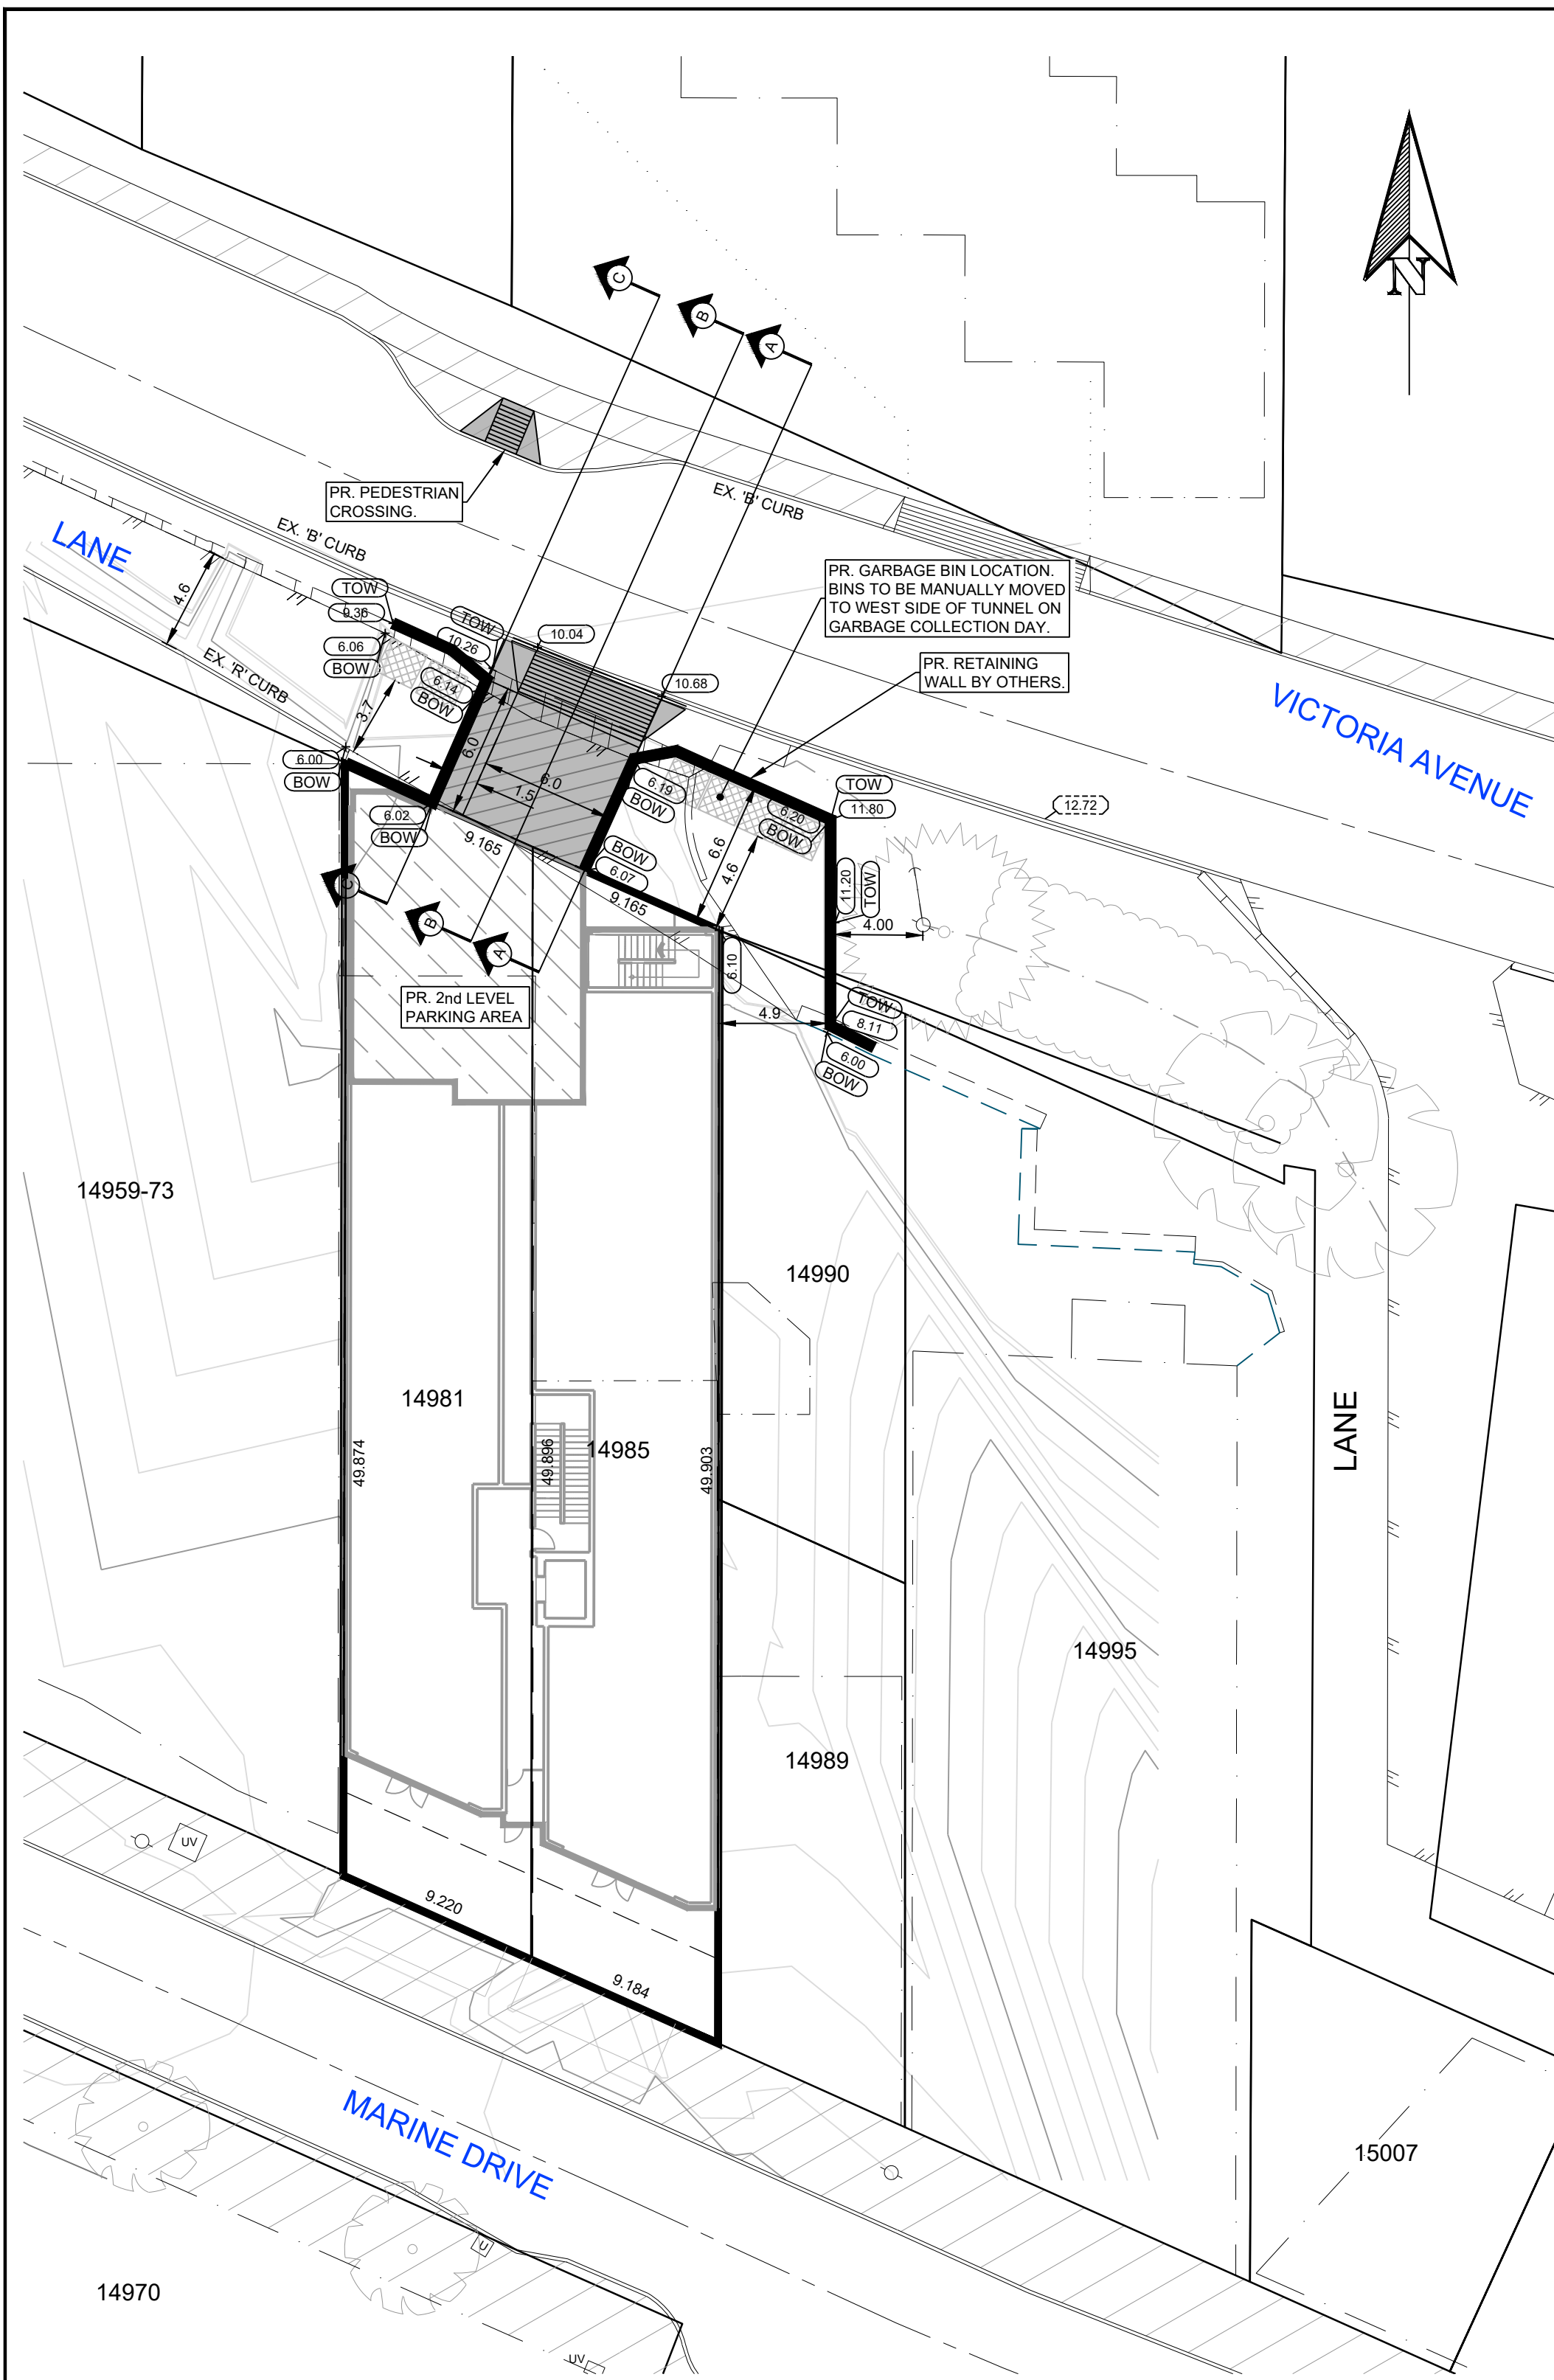 N
C
B
A
PR. PEDESTRIAN
CROSSING.
EX. 'B' CURB
EX. 'B' CURB
LANE
4.6
EX. 'R' CURB
TOW
9.36
6.06
BOW
TOW
10.26
6.14
BOW
10.04
10.68
3.7
6.00
BOW
6.0
6.0
1.5
6.02
BOW
9.165
PR. GARBAGE BIN LOCATION.
BINS TO BE MANUALLY MOVED
TO WEST SIDE OF TUNNEL ON
GARBAGE COLLECTION DAY.
PR. RETAINING
WALL BY OTHERS.
VICTORIA AVENUE
6.19
BOW
6.20
BOW
TOW
11.80
12.72
BOW
6.07
9.165
6.6
4.6
11.20
TOW
4.00
C
B
A
6.10
PR. 2nd LEVEL
PARKING AREA
4.9
TOW
8.11
6.00
BOW
14959-73
14990
14981
14985
49.874
49.896
49.903
LANE
14995
14989
UV
9.220
9.184
MARINE DRIVE
15007
U
14970
UV